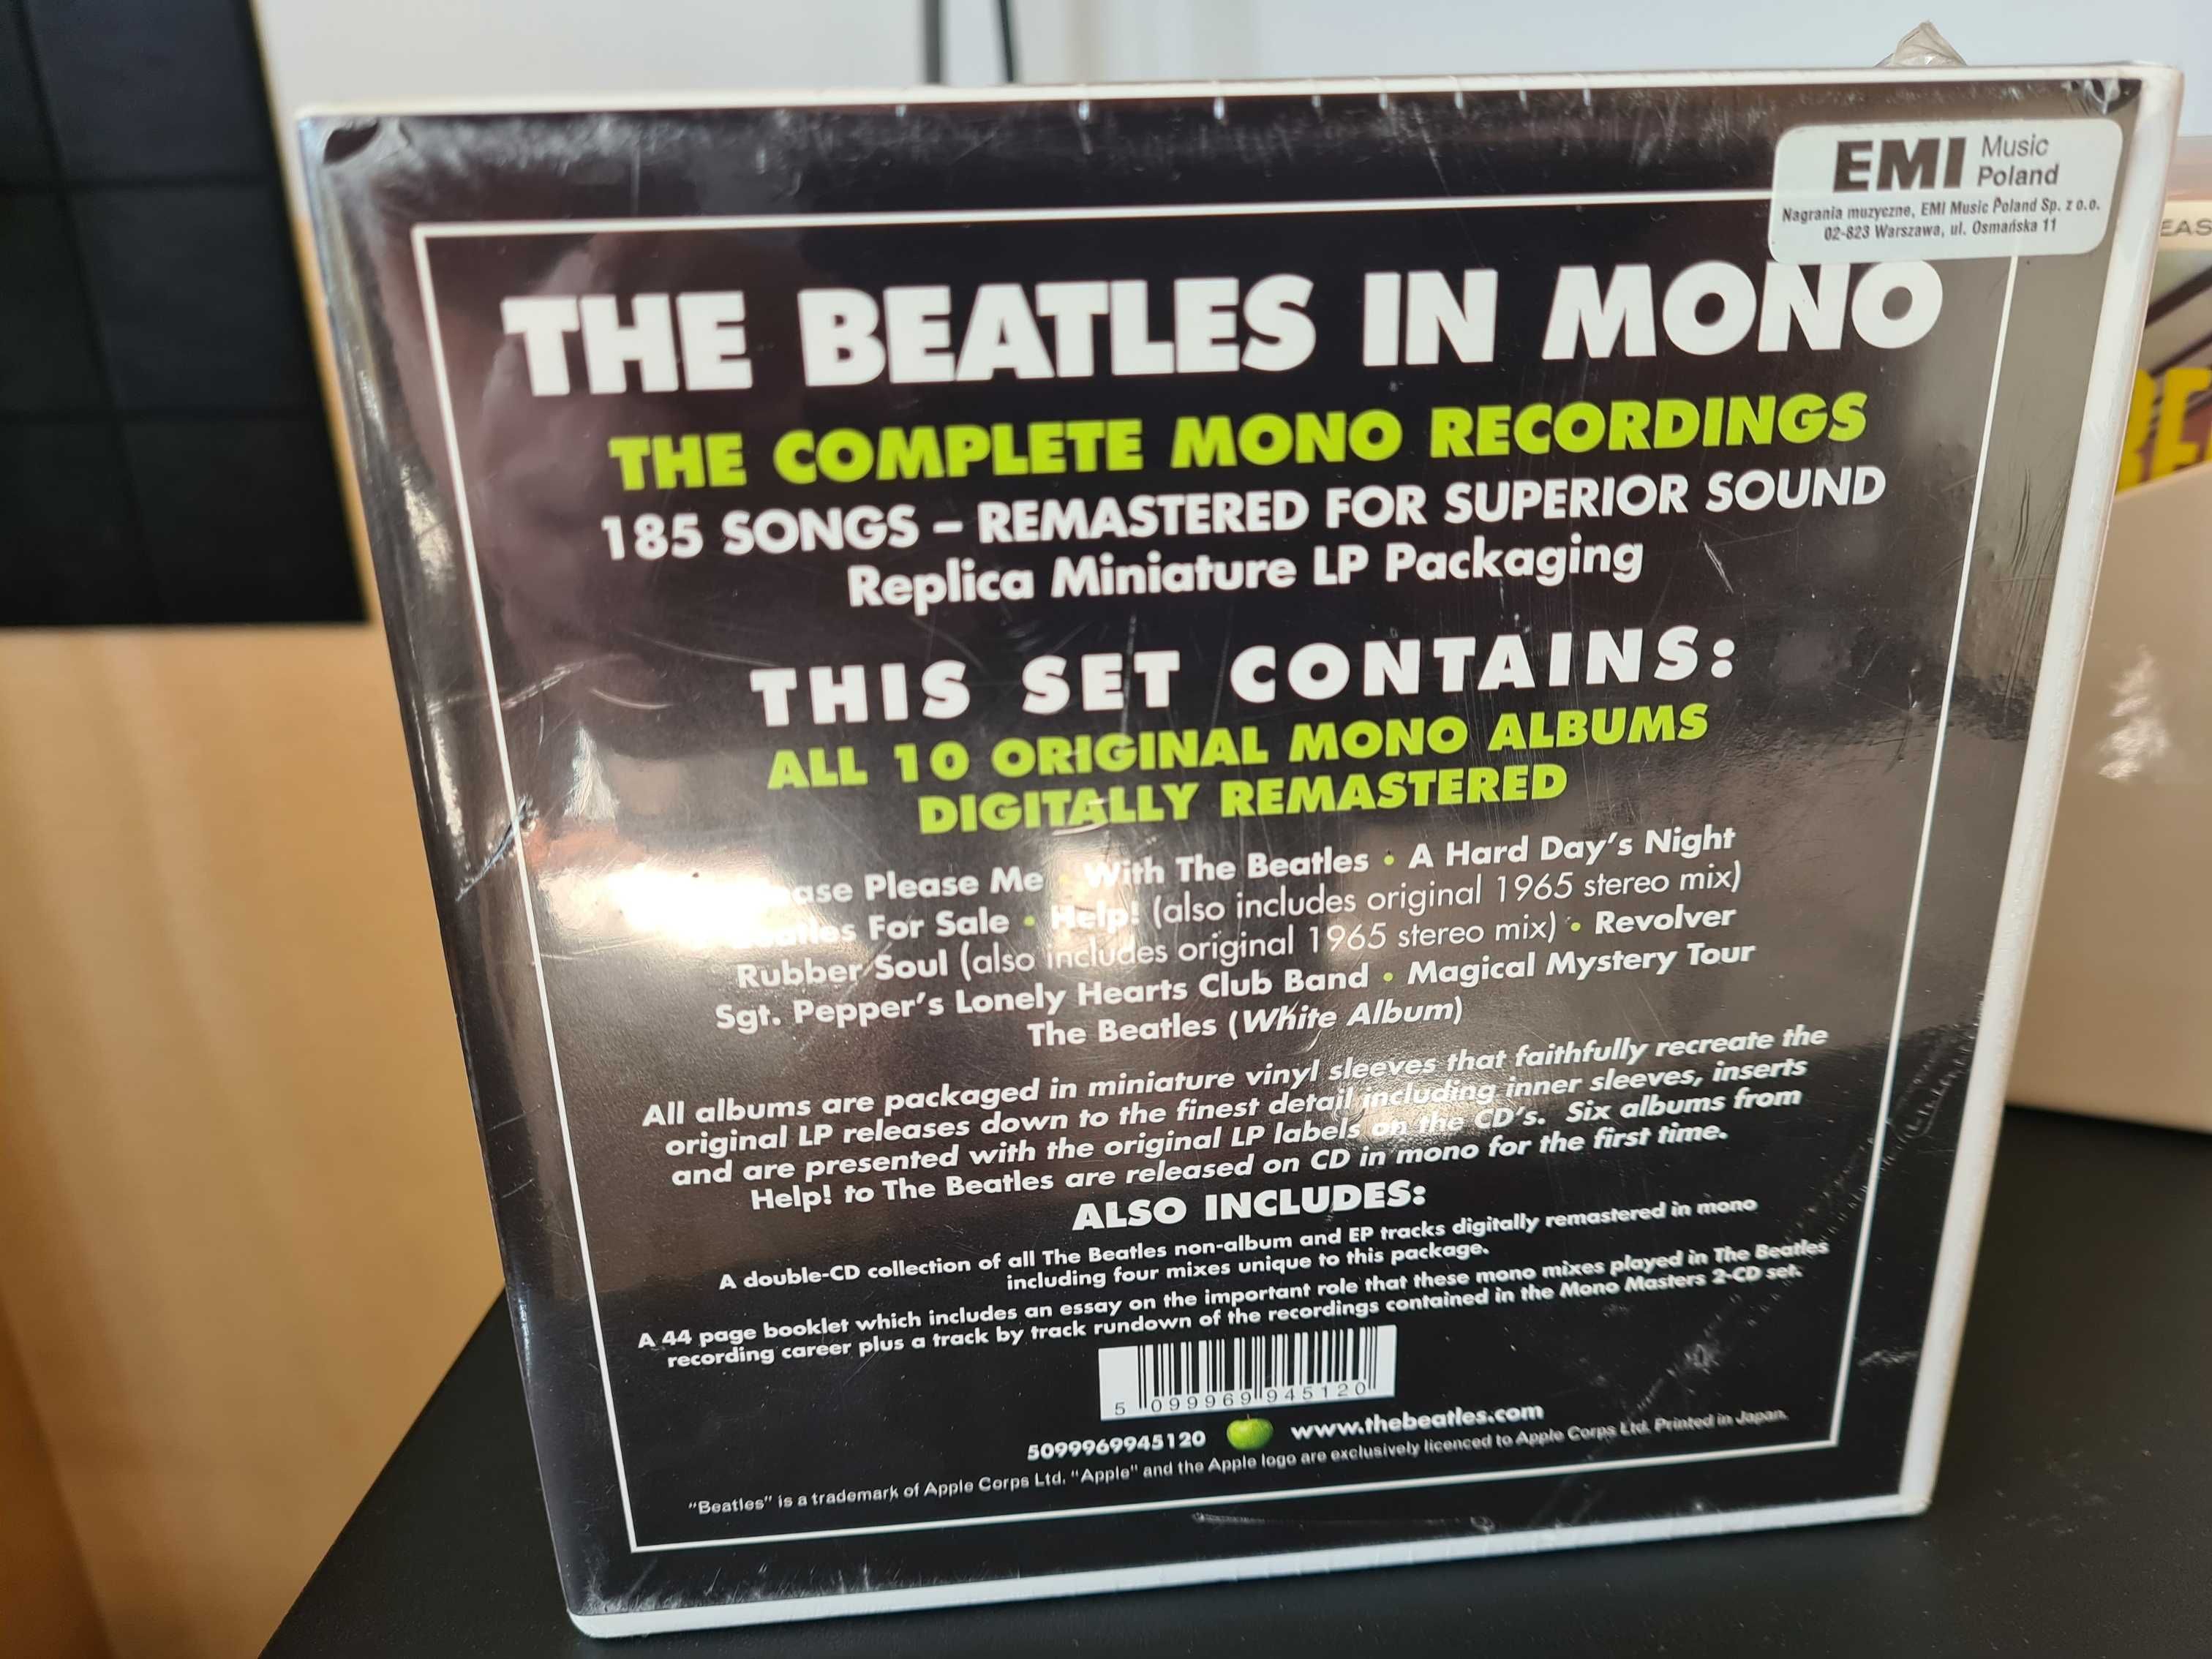 EMI Music
Poland
Nagrania muzyczne, EMI Music Poland Sp. z o.o.
02-823 Warszawa, ul. Osmańska 11
THE BEATLES IN MONO
THE COMPLETE MONO RECORDINGS
185 SONGS – REMASTERED FOR SUPERIOR SOUND
Replica Miniature LP Packaging
THIS SET CONTAINS:
ALL 10 ORIGINAL MONO ALBUMS
DIGITALLY REMASTERED
Please Me • With The Beatles • A Hard Day's Night
For Sale • Help! (also includes original 1965 stereo mix)
Rubber Soul (also includes original 1965 stereo mix) • Revolver
Sgt. Pepper's Lonely Hearts Club Band • Magical Mystery Tour
The Beatles (White Album)
All albums are packaged in miniature vinyl sleeves that faithfully recreate the
original LP releases down to the finest detail including inner sleeves, inserts
and are presented with the original LP labels on the CD's. Six albums from
Help! to The Beatles are released on CD in mono for the first time.
ALSO INCLUDES:
A double-CD collection of all The Beatles non-album and EP tracks digitally remastered in mono
including four mixes unique to this package.
A 44 page booklet which includes an essay on the important role that these mono mixes played in The Beatles
recording career plus a track by track rundown of the recordings contained in the Mono Masters 2-CD set.
5 099969 945120
5099969945120 www.thebeatles.com
"Beatles" is a trademark of Apple Corps Ltd. "Apple" and the Apple logo are exclusively licenced to Apple Corps Ltd. Printed in Japan.